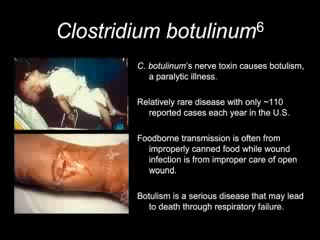 Clostridium botulinum6
C. botulinum's nerve toxin causes botulism,
a paralytic illness.
Relatively rare disease with only ~110
reported cases each year in the U.S.
Foodborne transmission is often from
improperly canned food while wound
infection is from improper care of open
wound.
Botulism is a serious disease that may lead
to death through respiratory failure.